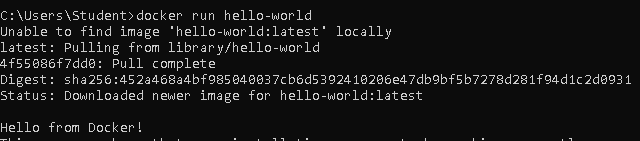 C:\Users\Student>docker run hello-world
Unable to find image 'hello-world:latest' locally
latest: Pulling from library/hello-world
4f55086f7dd0: Pull complete
Digest: sha256:452a468a4bf985040037cb6d5392410206e47db9bf5b7278d281f94d1c2d0931
Status: Downloaded newer image for hello-world:latest
Hello from Docker!